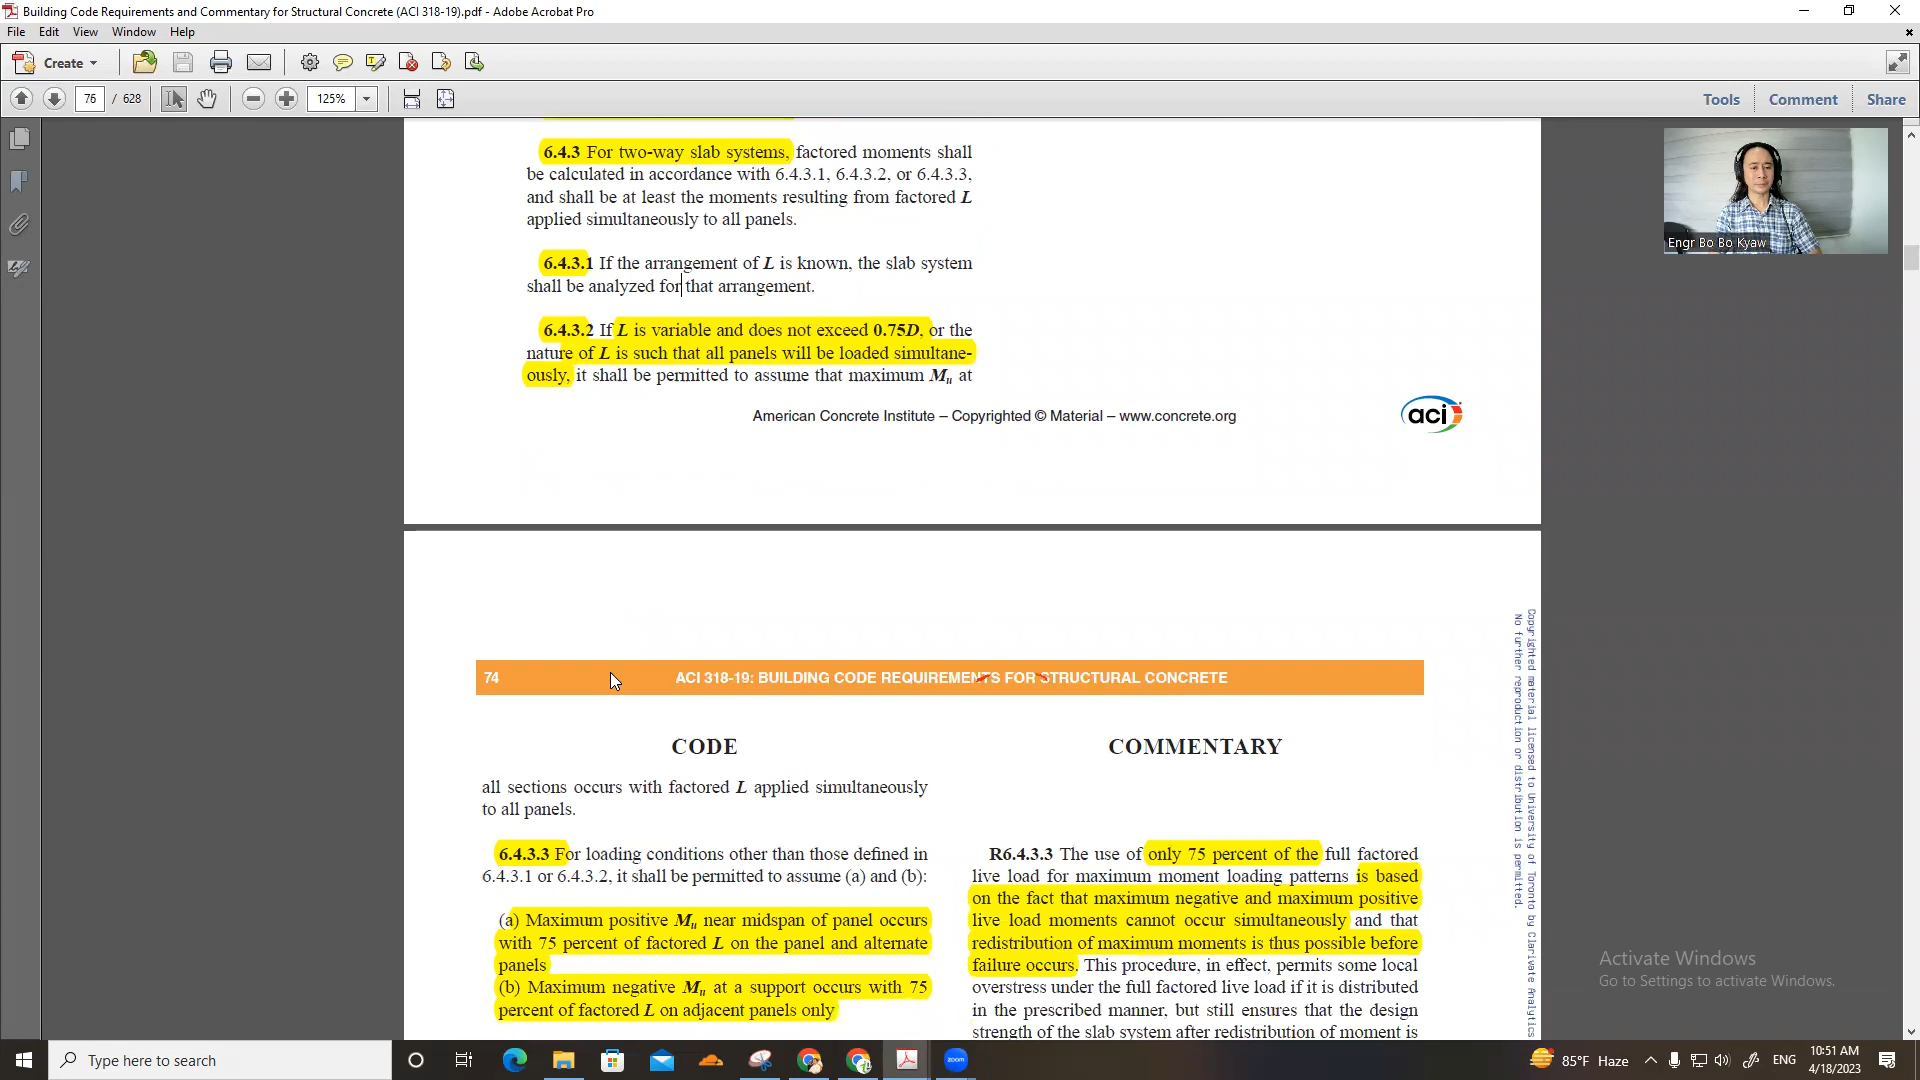 Building Code Requirements and Commentary for Structural Concrete (ACI 318-19).pdf - Adobe Acrobat Pro
File Edit View Window Help
Create
76 / 628 125% Tools Comment Share
6.4.3 For two-way slab systems, factored moments shall
be calculated in accordance with 6.4.3.1, 6.4.3.2, or 6.4.3.3,
and shall be at least the moments resulting from factored L
applied simultaneously to all panels.
6.4.3.1 If the arrangement of L is known, the slab system
shall be analyzed for that arrangement.
6.4.3.2 If L is variable and does not exceed 0.75D, or the
nature of L is such that all panels will be loaded simultane-
ously, it shall be permitted to assume that maximum Mu at
American Concrete Institute – Copyrighted © Material – www.concrete.org
aci
Engr Bo Bo Kyaw
74 ACI 318-19: BUILDING CODE REQUIREMENTS FOR STRUCTURAL CONCRETE
CODE
all sections occurs with factored L applied simultaneously
to all panels.
6.4.3.3 For loading conditions other than those defined in
6.4.3.1 or 6.4.3.2, it shall be permitted to assume (a) and (b):
(a) Maximum positive Mu near midspan of panel occurs
with 75 percent of factored L on the panel and alternate
panels
(b) Maximum negative Mu at a support occurs with 75
percent of factored L on adjacent panels only
COMMENTARY
R6.4.3.3 The use of only 75 percent of the full factored
live load for maximum moment loading patterns is based
on the fact that maximum negative and maximum positive
live load moments cannot occur simultaneously and that
redistribution of maximum moments is thus possible before
failure occurs. This procedure, in effect, permits some local
overstress under the full factored live load if it is distributed
in the prescribed manner, but still ensures that the design
strength of the slab system after redistribution of moment is
Copyrighted material licensed to University of Toronto by Clarivate Analytics
No further reproduction or distribution is permitted.
Activate Windows
Go to Settings to activate Windows.
Type here to search
zoom
85°F Haze
ENG
10:51 AM
4/18/2023